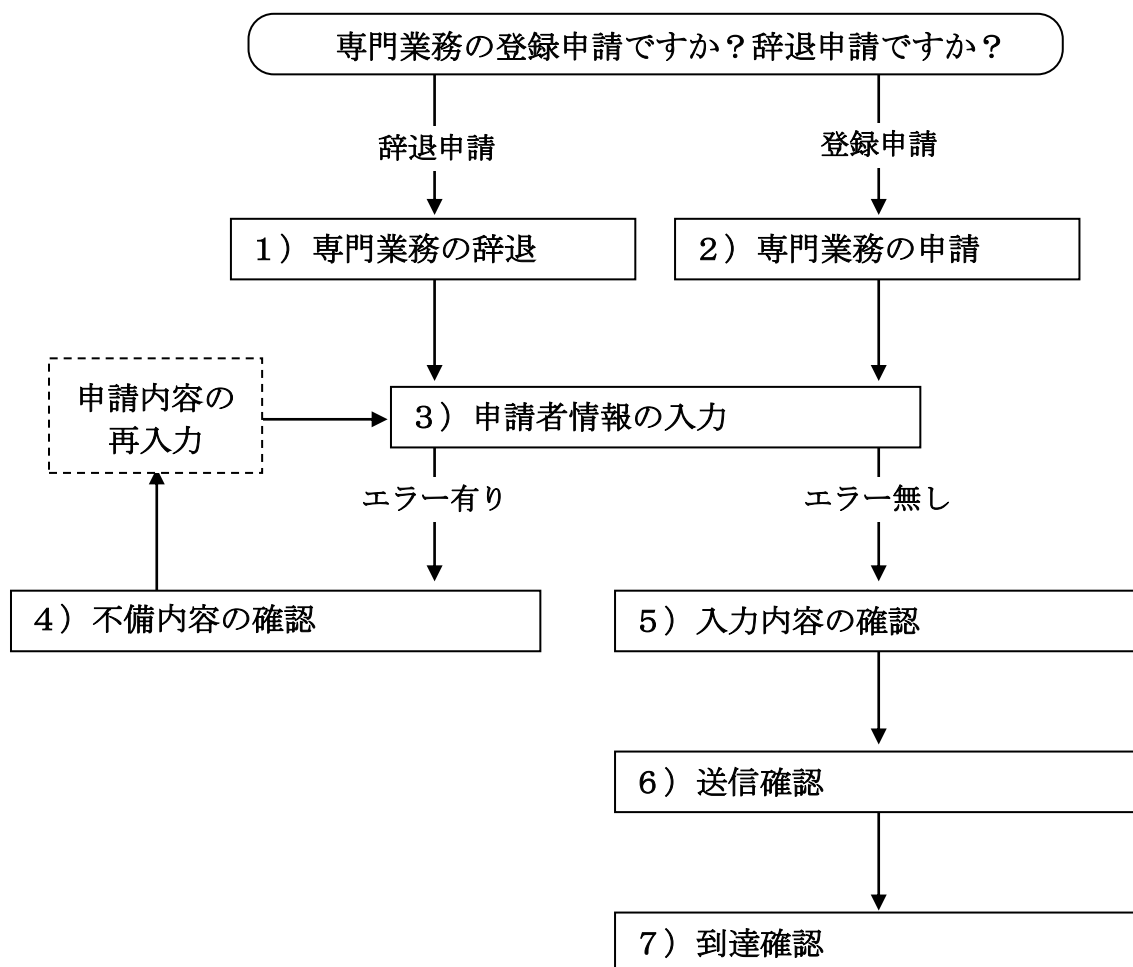 専門業務の登録申請ですか？辞退申請ですか？
辞退申請
登録申請
１）専門業務の辞退
２）専門業務の申請
申請内容の
再入力
３）申請者情報の入力
エラー有り
エラー無し
４）不備内容の確認
５）入力内容の確認
６）送信確認
７）到達確認